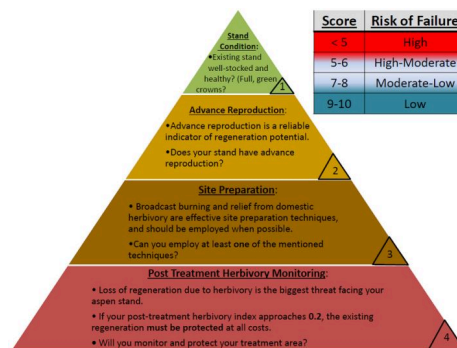 Stand
Condition:
•Existing stand
well-stocked and
healthy? (Full, green
crowns?)
1
Score Risk of Failure
< 5 High
5-6 High-Moderate
7-8 Moderate-Low
9-10 Low
Advance Reproduction:
•Advance reproduction is a reliable
indicator of regeneration potential.
•Does your stand have advance
reproduction?
2
Site Preparation:
• Broadcast burning and relief from domestic
herbivory are effective site preparation techniques,
and should be employed when possible.
•Can you employ at least one of the mentioned
techniques?
3
Post Treatment Herbivory Monitoring:
• Loss of regeneration due to herbivory is the biggest threat facing your
aspen stand.
• If your post-treatment herbivory index approaches 0.2, the existing
regeneration must be protected at all costs.
• Will you monitor and protect your treatment area?
4